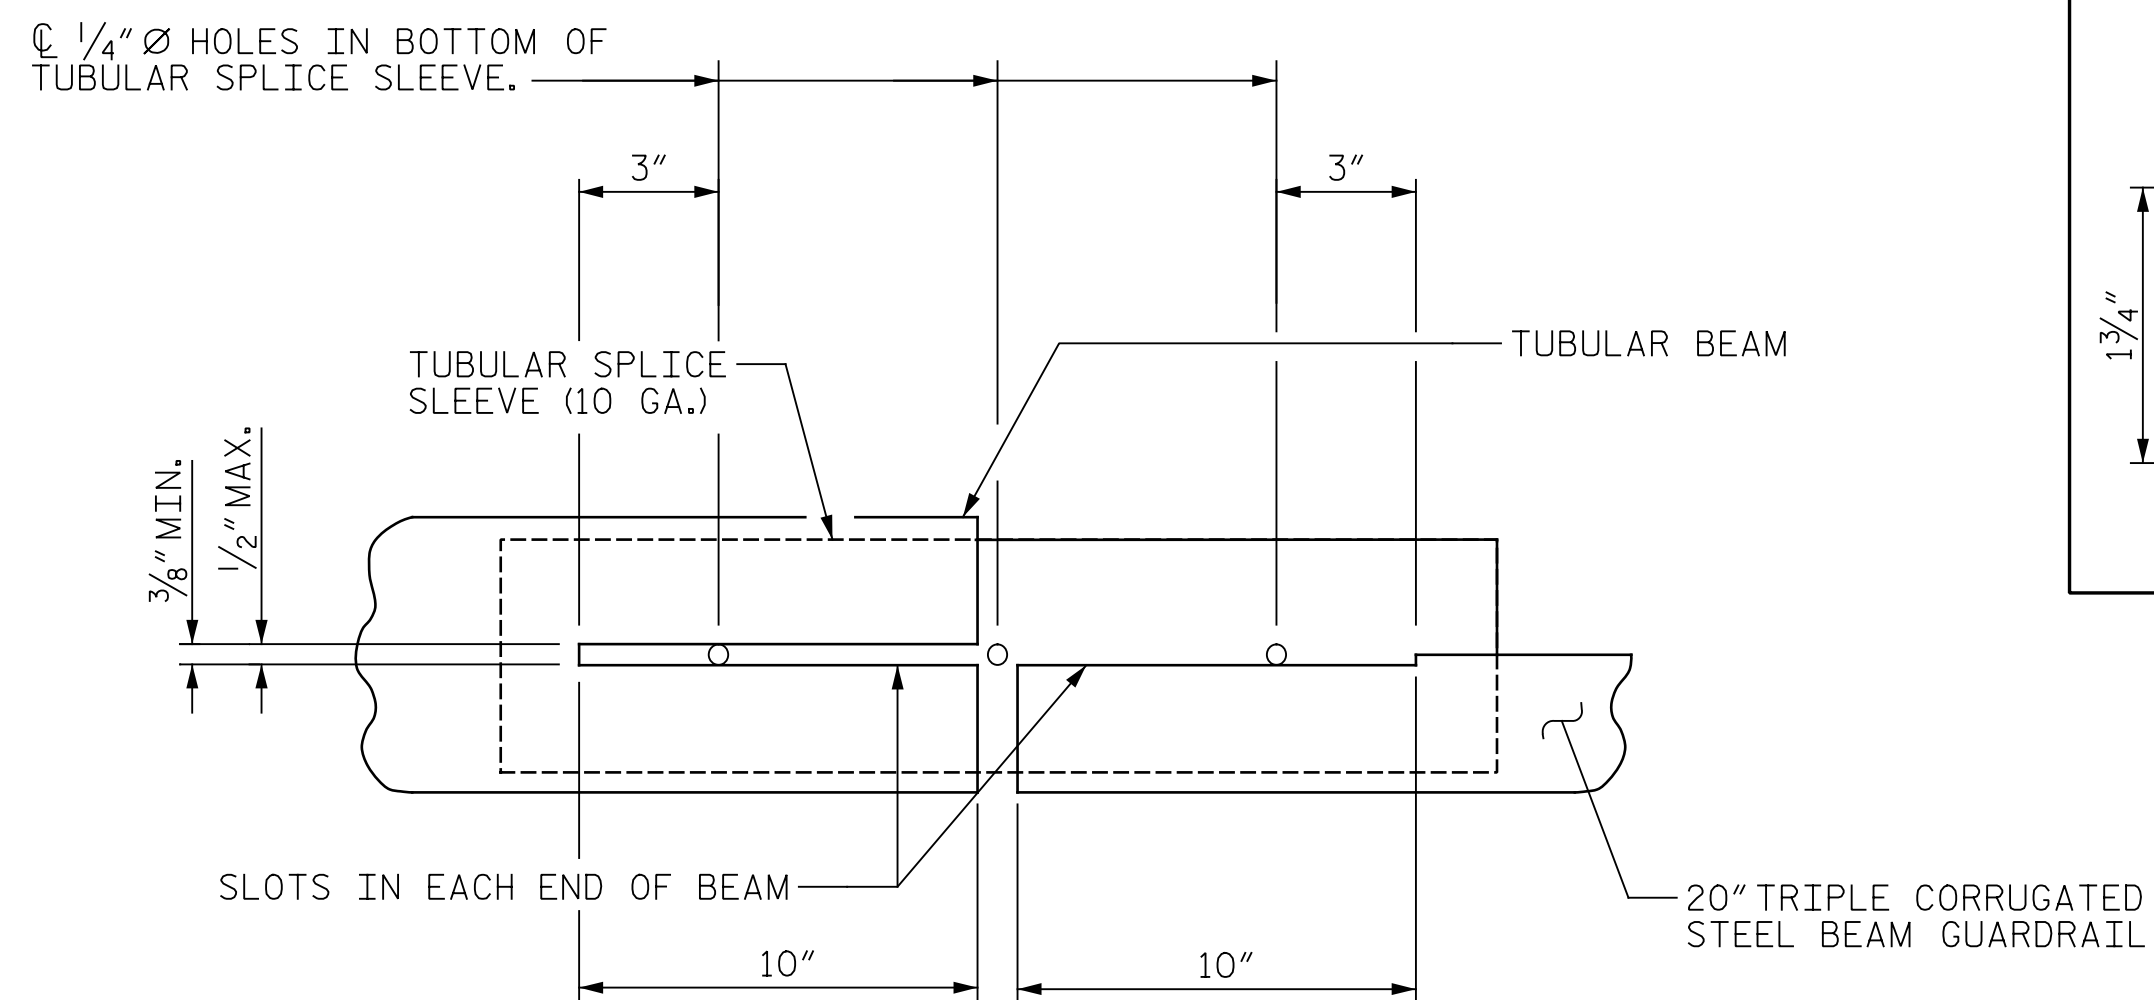 ℄ 1/4" Ø HOLES IN BOTTOM OF
TUBULAR SPLICE SLEEVE.
3"
3"
TUBULAR SPLICE
SLEEVE (10 GA.)
TUBULAR BEAM
1 3/4"
3/8" MIN.
1/2" MAX.
SLOTS IN EACH END OF BEAM
20" TRIPLE CORRUGATED
STEEL BEAM GUARDRAIL
10"
10"